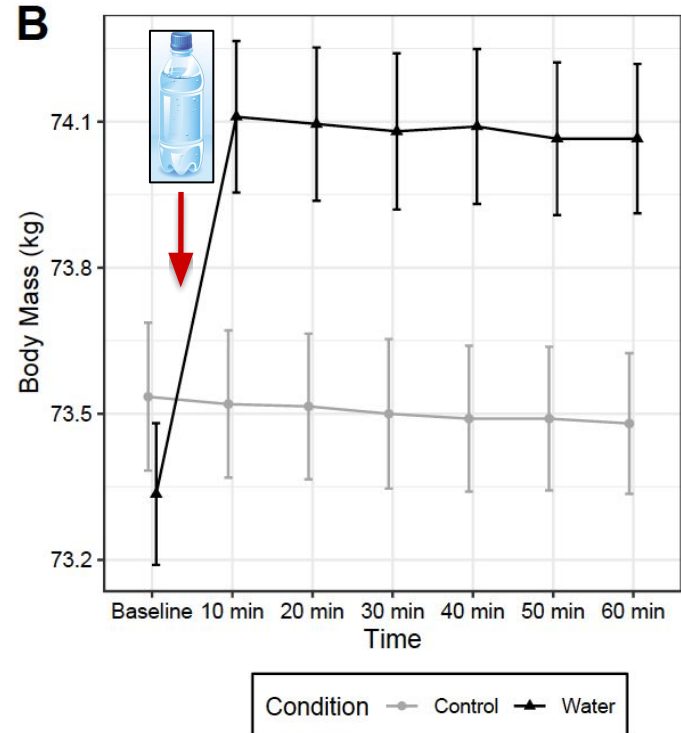 B
Body Mass (kg)
74.1
73.8
73.5
73.2
Baseline 10 min 20 min 30 min 40 min 50 min 60 min
Time
Condition Control Water